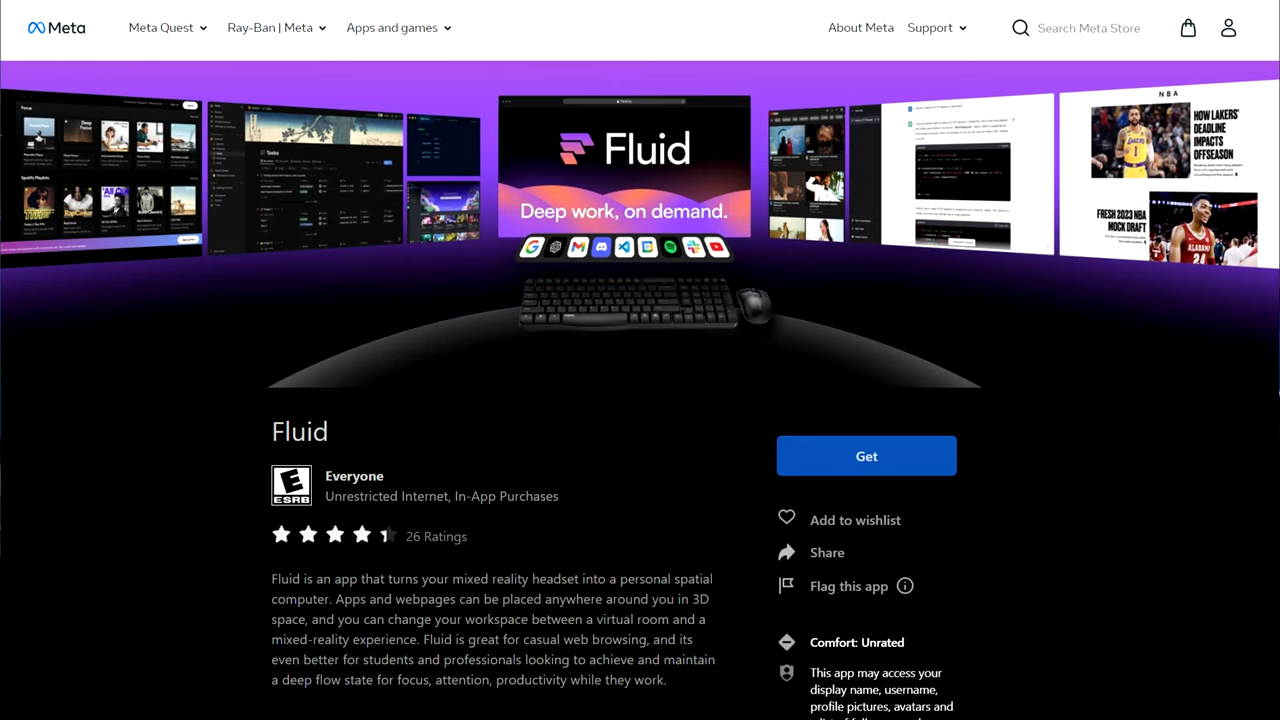 Meta
Meta Quest
Ray-Ban | Meta
Apps and games
About Meta
Support
Search Meta Store
Focus
Spotify Playlists
Tasks
Fluid
Deep work, on demand.
NBA
HOW LAKERS'
DEADLINE
IMPACTS
OFFSEASON
FRESH 2023 NBA
MOCK DRAFT
ALABAMA
24
Fluid
E
ESRB
Everyone
Unrestricted Internet, In-App Purchases
26 Ratings
Fluid is an app that turns your mixed reality headset into a personal spatial
computer. Apps and webpages can be placed anywhere around you in 3D
space, and you can change your workspace between a virtual room and a
mixed-reality experience. Fluid is great for casual web browsing, and its
even better for students and professionals looking to achieve and maintain
a deep flow state for focus, attention, productivity while they work.
Get
Add to wishlist
Share
Flag this app
Comfort: Unrated
This app may access your
display name, username,
profile pictures, avatars and